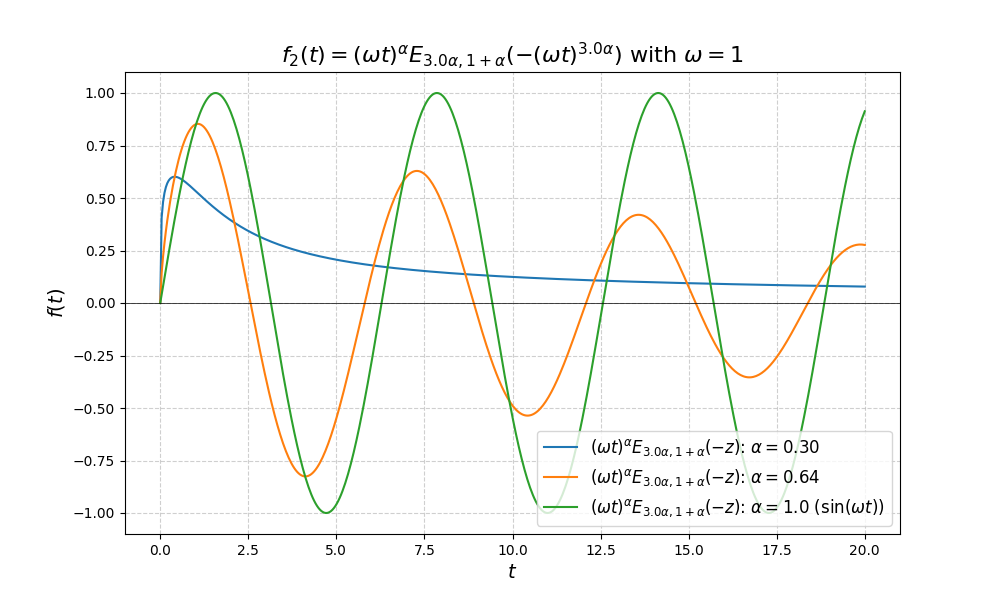 f₂(t) = (ωt)^α E_{3.0α,1+α}(−(ωt)^{3.0α}) with ω = 1
f(t)
1.00
0.75
0.50
0.25
0.00
−0.25
−0.50
−0.75
−1.00
(ωt)^α E_{3.0α,1+α}(−z): α = 0.30
(ωt)^α E_{3.0α,1+α}(−z): α = 0.64
(ωt)^α E_{3.0α,1+α}(−z): α = 1.0 (sin(ωt))
0.0 2.5 5.0 7.5 10.0 12.5 15.0 17.5 20.0
t